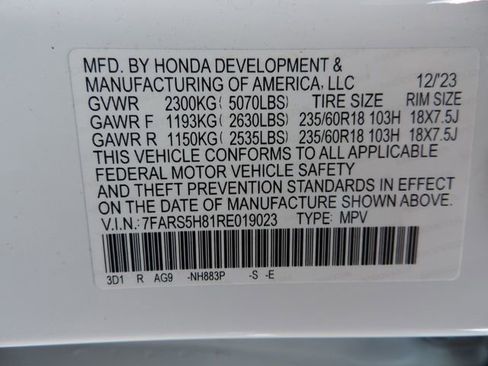 MFD. BY HONDA DEVELOPMENT &
MANUFACTURING OF AMERICA, LLC 12/'23
GVWR 2300KG( 5070LBS) TIRE SIZE RIM SIZE
GAWR F 1193KG( 2630LBS) 235/60R18 103H 18X7.5J
GAWR R 1150KG( 2535LBS) 235/60R18 103H 18X7.5J
THIS VEHICLE CONFORMS TO ALL APPLICABLE
FEDERAL MOTOR VEHICLE SAFETY
AND THEFT PREVENTION STANDARDS IN EFFECT
ON THE DATE OF MANUFACTURE SHOWN ABOVE.
V.I.N.:7FARS5H81RE019023 TYPE: MPV
3D1 R AG9 -NH883P -S -E